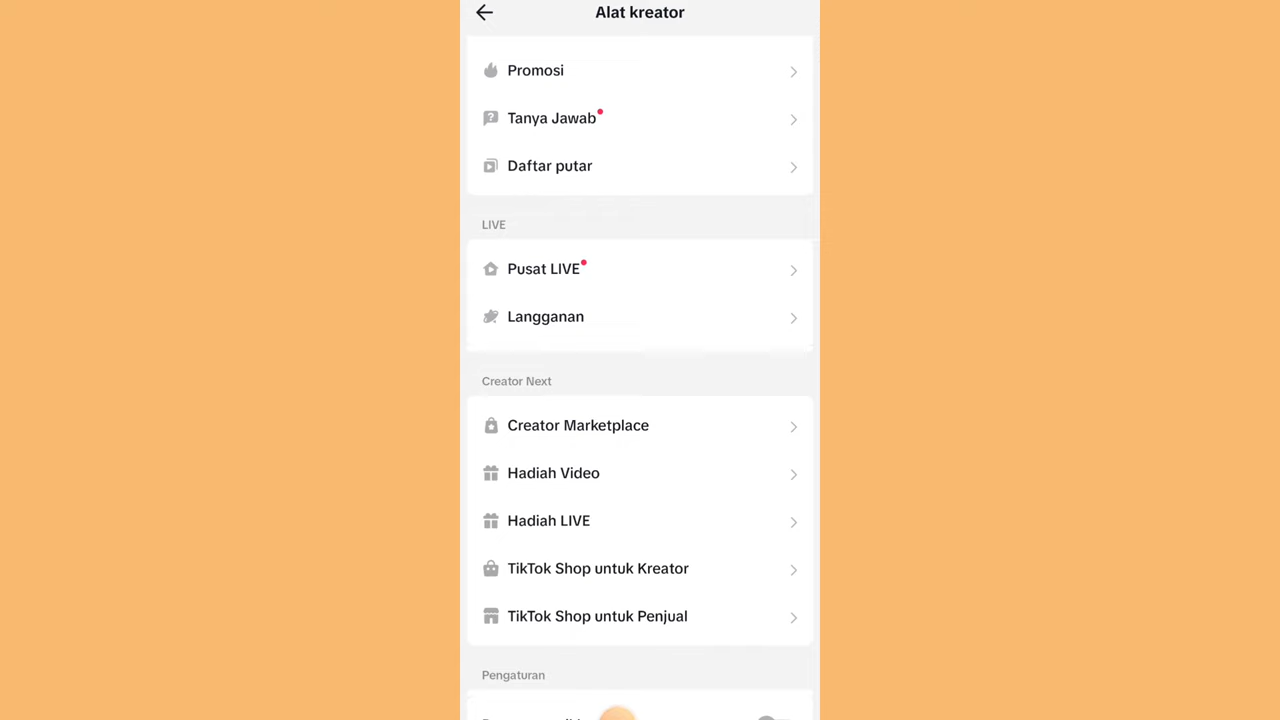 Alat kreator
Promosi
Tanya Jawab
Daftar putar
LIVE
Pusat LIVE
Langganan
Creator Next
Creator Marketplace
Hadiah Video
Hadiah LIVE
TikTok Shop untuk Kreator
TikTok Shop untuk Penjual
Pengaturan